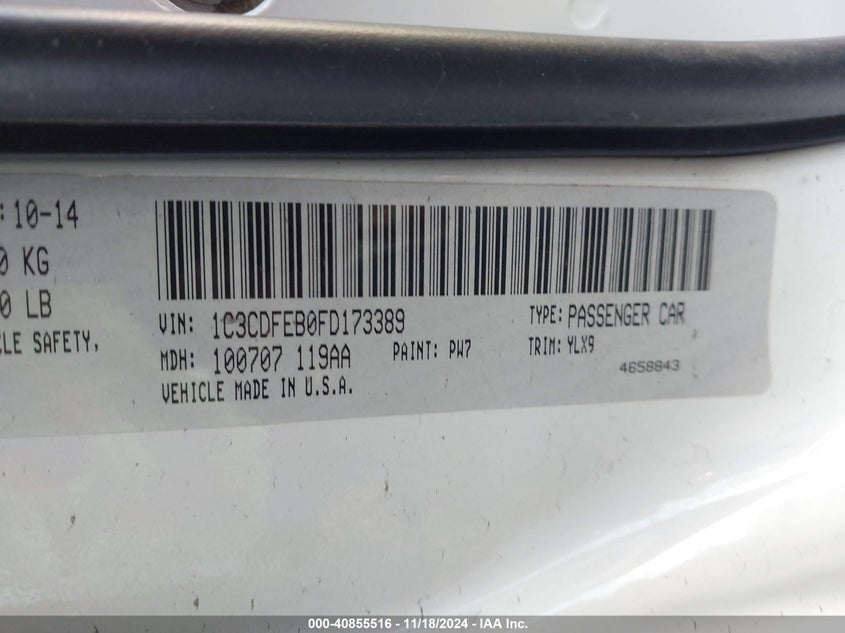 : 10-14
0 KG
0 LB
CLE SAFETY,
VIN: 1C3CDFEB0FD173389 TYPE: PASSENGER CAR
MDH: 100707 119AA PAINT: PW7 TRIM: YLX9
4658843
VEHICLE MADE IN U.S.A.
000-40855516 - 11/18/2024 - IAA Inc.